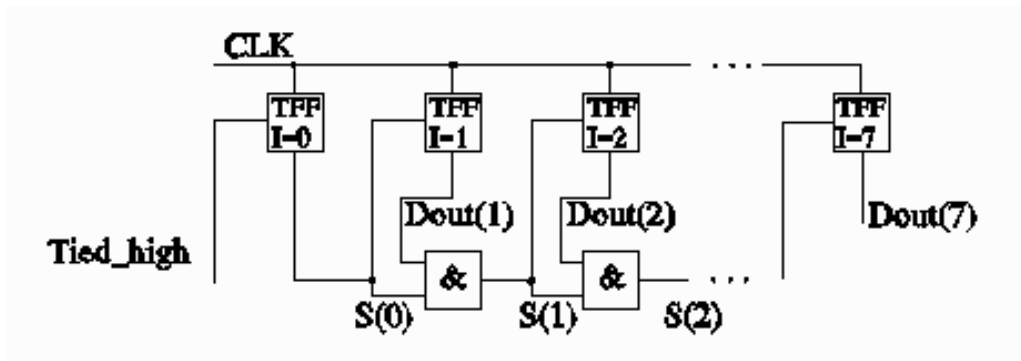 CLK
TFF
I=0
TFF
I=1
TFF
I=2
. . .
TFF
I=7
Dout(1)
Dout(2)
Dout(7)
Tied_high
&
&
. . .
S(0)
S(1)
S(2)